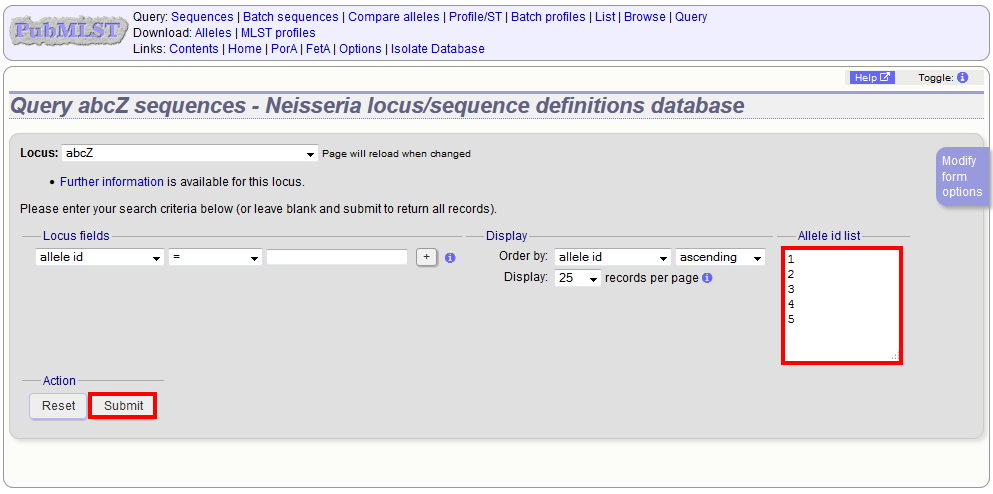 PubMLST
Query: Sequences | Batch sequences | Compare alleles | Profile/ST | Batch profiles | List | Browse | Query
Download: Alleles | MLST profiles
Links: Contents | Home | PorA | FetA | Options | Isolate Database
Help Toggle: i
Query abcZ sequences - Neisseria locus/sequence definitions database
Locus: abcZ Page will reload when changed
• Further information is available for this locus.
Modify
form
options
Please enter your search criteria below (or leave blank and submit to return all records).
Locus fields Display Allele id list
allele id = + i Order by: allele id ascending
Display: 25 records per page i
1
2
3
4
5
Action
Reset Submit